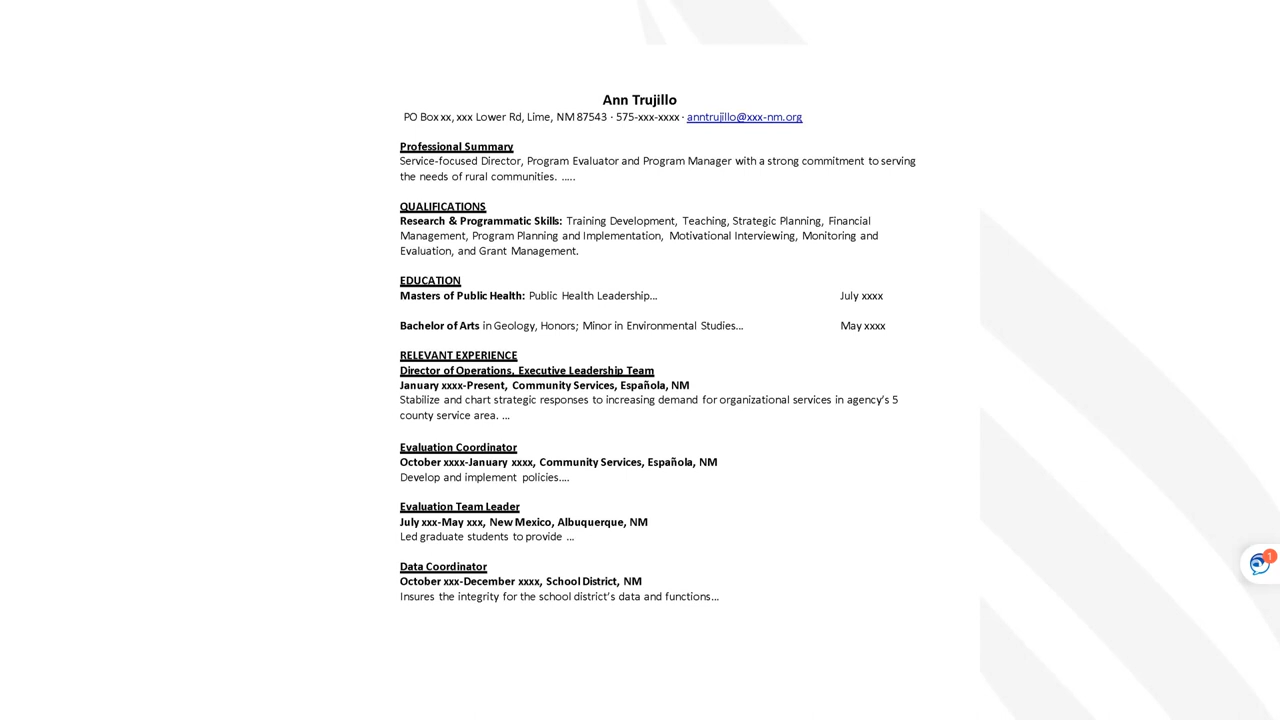 Ann Trujillo
PO Box xx, xxx Lower Rd, Lime, NM 87543 · 575-xxx-xxxx · anntrujillo@xxx-nm.org
Professional Summary
Service-focused Director, Program Evaluator and Program Manager with a strong commitment to serving
the needs of rural communities. .....
QUALIFICATIONS
Research & Programmatic Skills: Training Development, Teaching, Strategic Planning, Financial
Management, Program Planning and Implementation, Motivational Interviewing, Monitoring and
Evaluation, and Grant Management.
EDUCATION
Masters of Public Health: Public Health Leadership... July xxxx
Bachelor of Arts in Geology, Honors; Minor in Environmental Studies... May xxxx
RELEVANT EXPERIENCE
Director of Operations, Executive Leadership Team
January xxxx-Present, Community Services, Española, NM
Stabilize and chart strategic responses to increasing demand for organizational services in agency's 5
county service area. ...
Evaluation Coordinator
October xxxx-January xxxx, Community Services, Española, NM
Develop and implement policies....
Evaluation Team Leader
July xxx-May xxx, New Mexico, Albuquerque, NM
Led graduate students to provide ...
Data Coordinator
October xxx-December xxxx, School District, NM
Insures the integrity for the school district's data and functions...
1